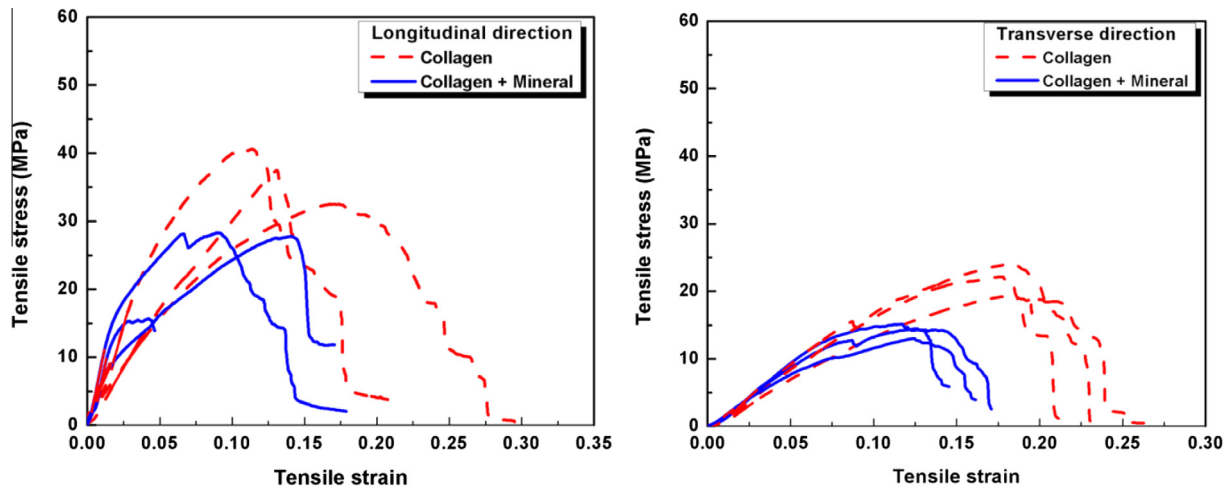 60
50
40
30
20
10
0
0.00 0.05 0.10 0.15 0.20 0.25 0.30 0.35
Tensile stress (MPa)
Tensile strain
Longitudinal direction
Collagen
Collagen + Mineral
60
50
40
30
20
10
0
0.00 0.05 0.10 0.15 0.20 0.25 0.30
Tensile stress (MPa)
Tensile strain
Transverse direction
Collagen
Collagen + Mineral